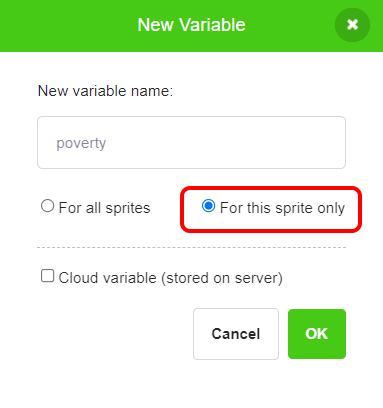 New Variable
New variable name:
poverty
For all sprites For this sprite only
Cloud variable (stored on server)
Cancel OK